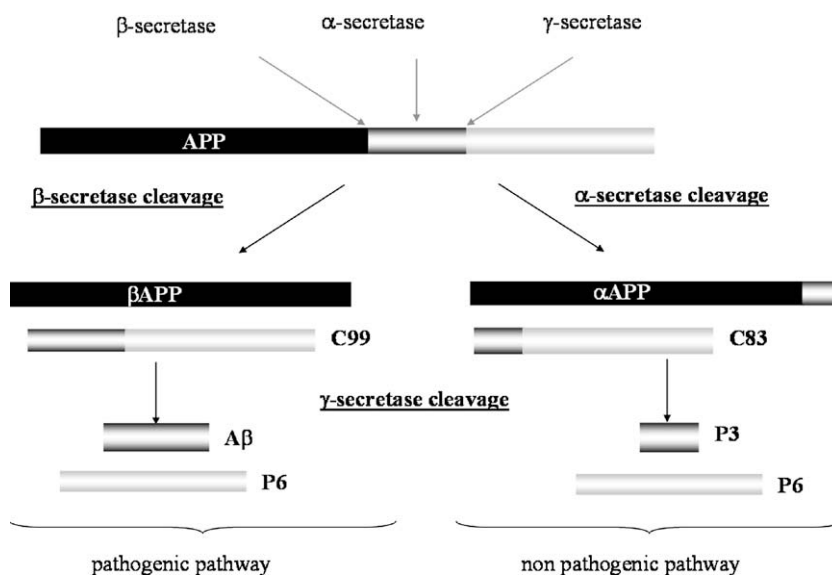 β-secretase α-secretase γ-secretase
APP
β-secretase cleavage α-secretase cleavage
βAPP αAPP
C99 C83
γ-secretase cleavage
Aβ P3
P6 P6
pathogenic pathway non pathogenic pathway